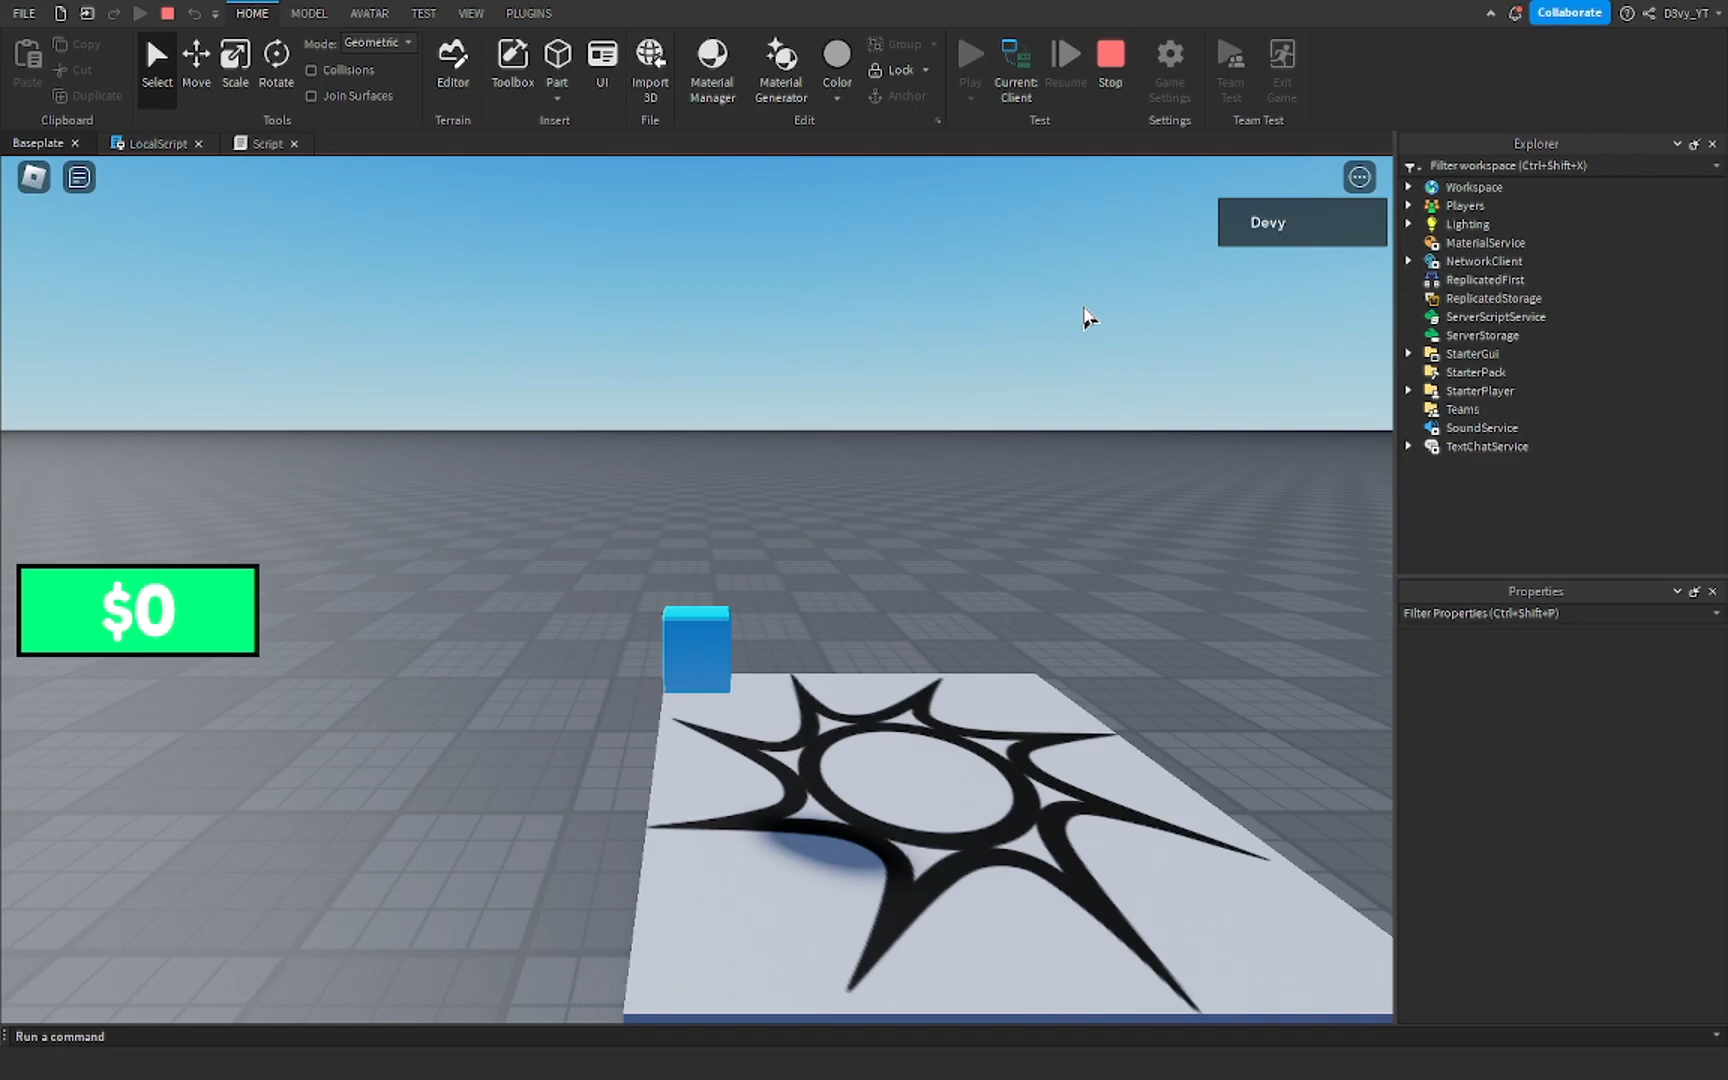 FILE HOME MODEL AVATAR TEST VIEW PLUGINS Collaborate D3vy_YT
Paste Copy Cut Duplicate Clipboard
Select Move Scale Rotate Mode: Geometric Collisions Join Surfaces Tools
Editor Terrain
Toolbox Part UI Insert
Import 3D File
Material Manager Material Generator Color Group Lock Anchor Edit
Play Current: Client Resume Stop Test
Game Settings Settings
Team Test Exit Game Team Test
Baseplate LocalScript Script
Devy
$0
Explorer
Filter workspace (Ctrl+Shift+X)
Workspace
Players
Lighting
MaterialService
NetworkClient
ReplicatedFirst
ReplicatedStorage
ServerScriptService
ServerStorage
StarterGui
StarterPack
StarterPlayer
Teams
SoundService
TextChatService
Properties
Filter Properties (Ctrl+Shift+P)
Run a command